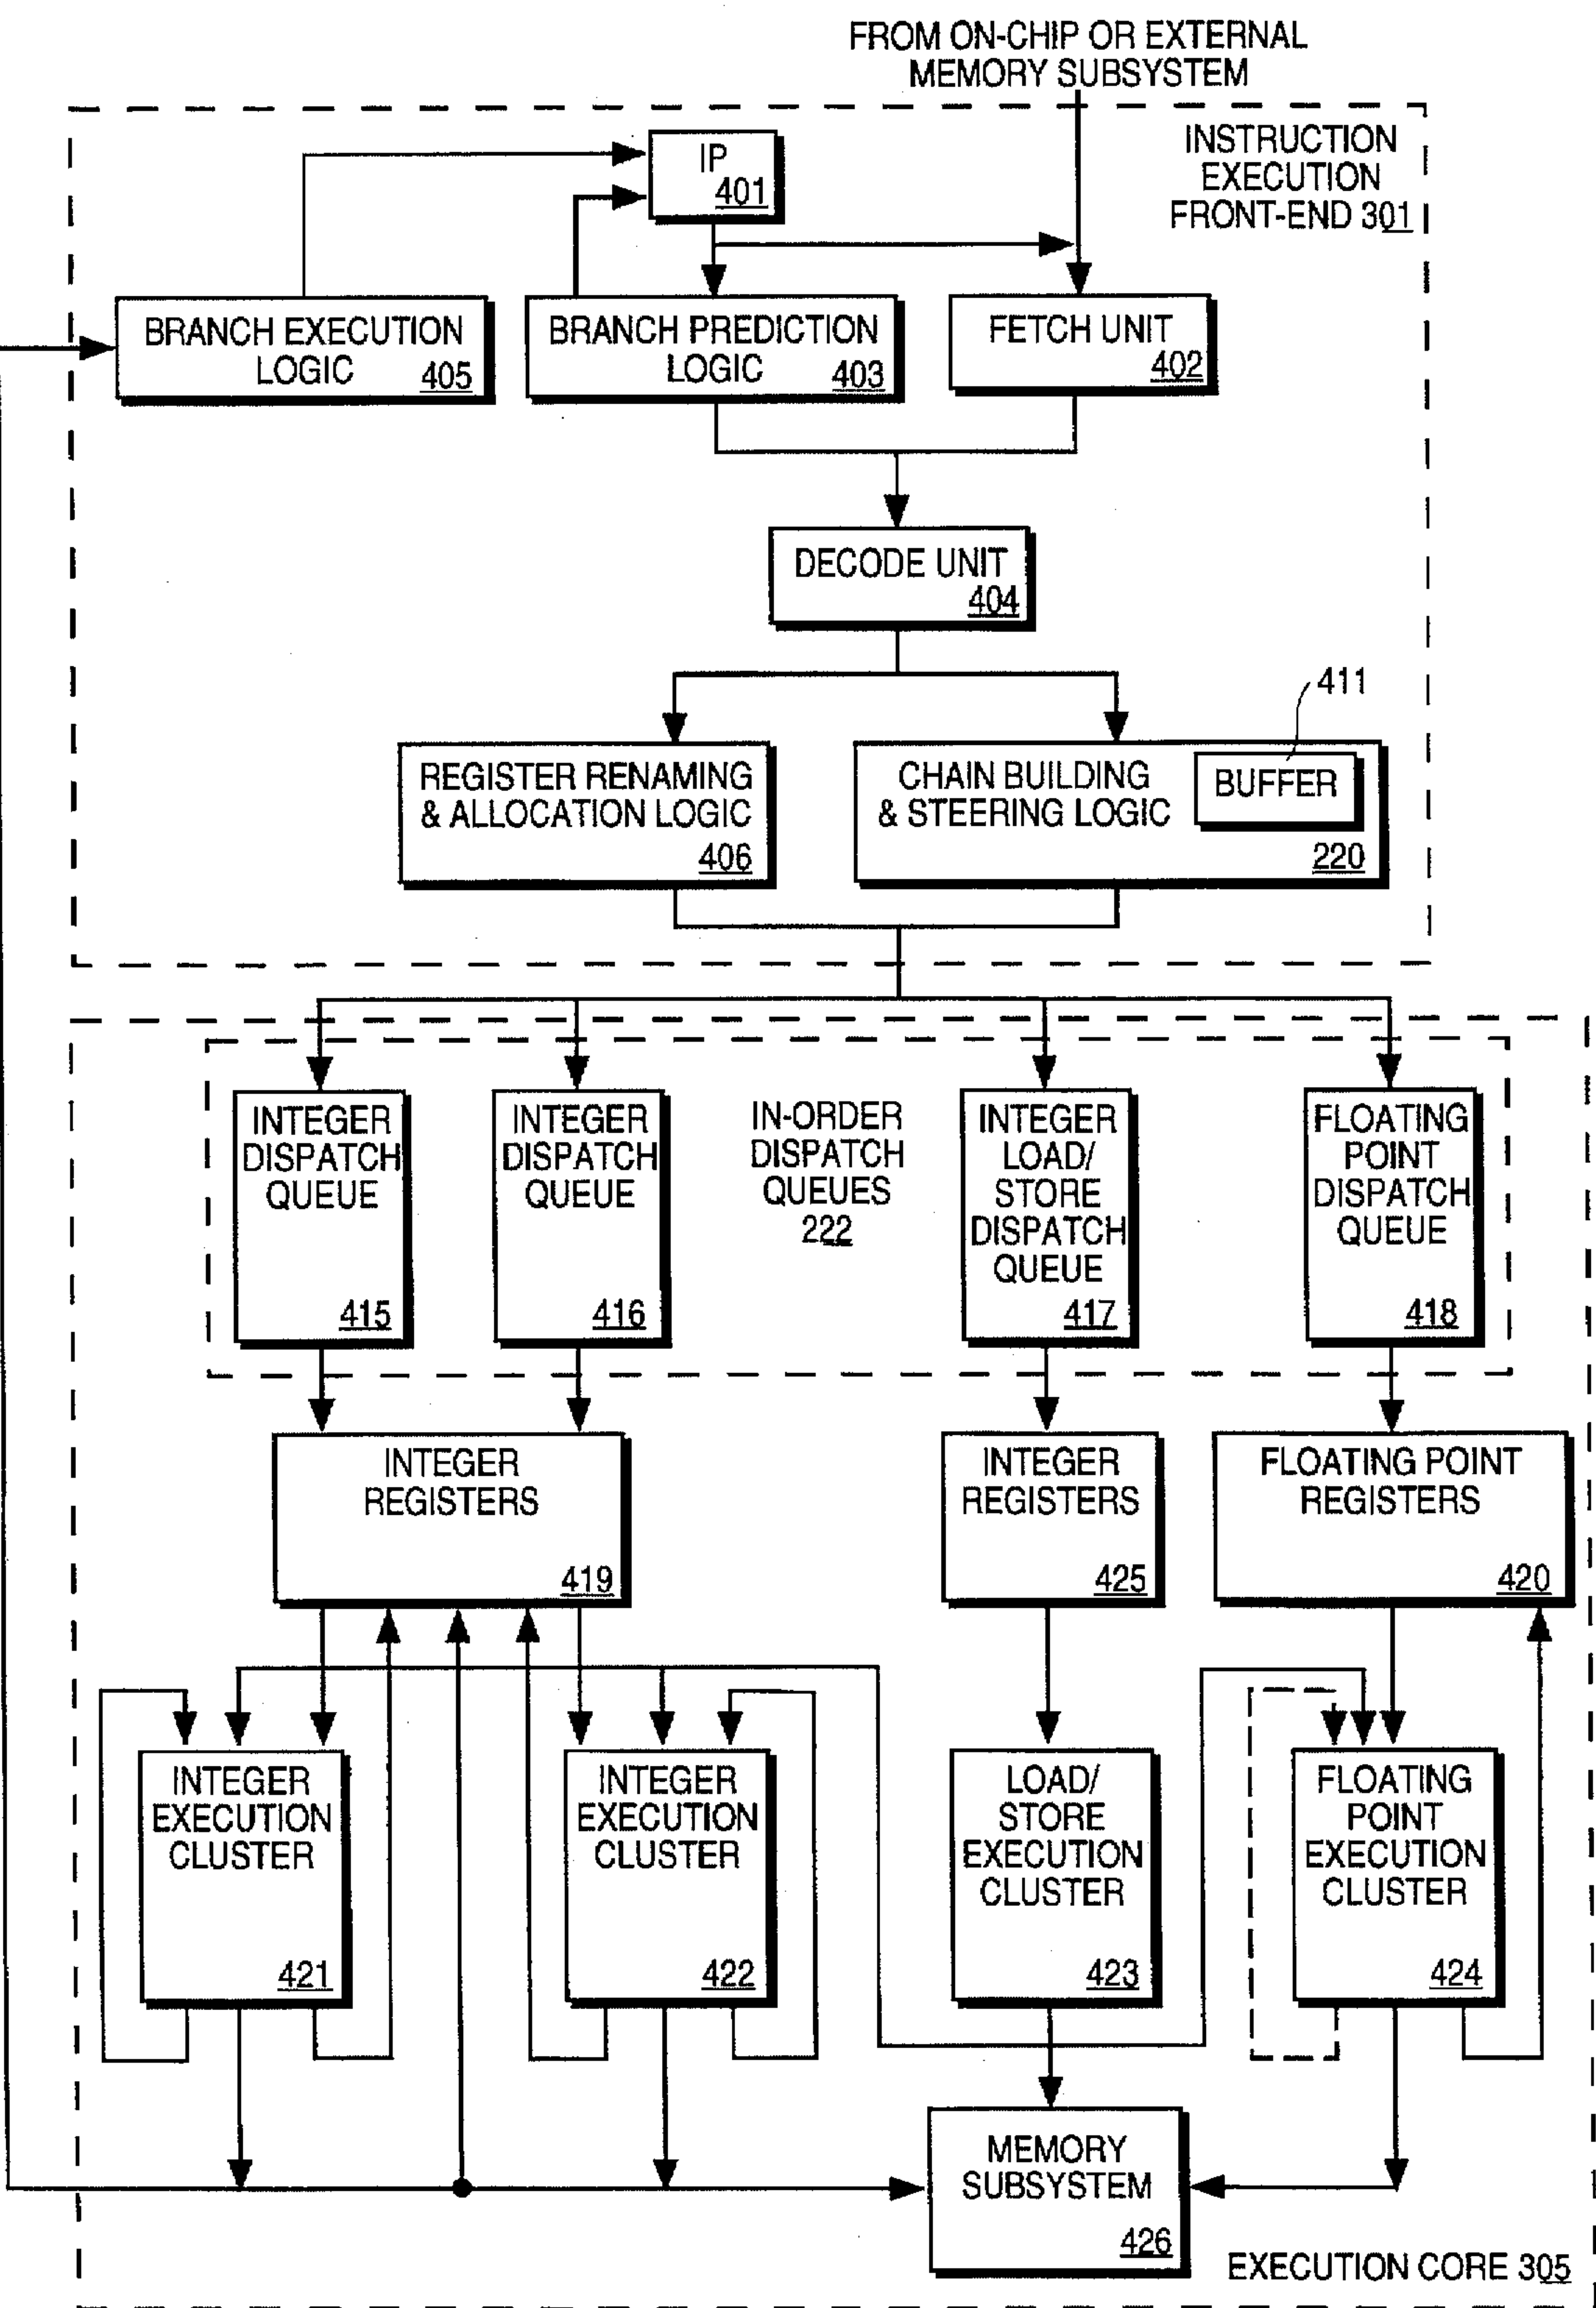 FROM ON-CHIP OR EXTERNAL
MEMORY SUBSYSTEM
INSTRUCTION
EXECUTION
FRONT-END 301
IP
401
BRANCH EXECUTION
LOGIC 405
BRANCH PREDICTION
LOGIC 403
FETCH UNIT
402
DECODE UNIT
404
411
REGISTER RENAMING
& ALLOCATION LOGIC
406
CHAIN BUILDING
& STEERING LOGIC
BUFFER
220
INTEGER
DISPATCH
QUEUE
415
INTEGER
DISPATCH
QUEUE
416
IN-ORDER
DISPATCH
QUEUES
222
INTEGER
LOAD/
STORE
DISPATCH
QUEUE
417
FLOATING
POINT
DISPATCH
QUEUE
418
INTEGER
REGISTERS
419
INTEGER
REGISTERS
425
FLOATING POINT
REGISTERS
420
INTEGER
EXECUTION
CLUSTER
421
INTEGER
EXECUTION
CLUSTER
422
LOAD/
STORE
EXECUTION
CLUSTER
423
FLOATING
POINT
EXECUTION
CLUSTER
424
MEMORY
SUBSYSTEM
426
EXECUTION CORE 305